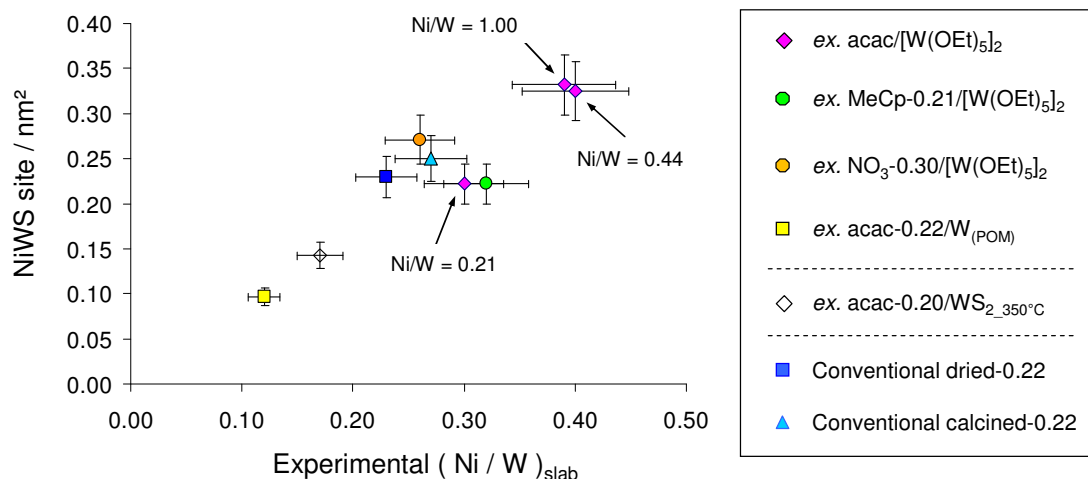 0.40
0.35
0.30
0.25
0.20
0.15
0.10
0.05
0.00
NiWS site / nm²
0.00 0.10 0.20 0.30 0.40 0.50
Experimental ( Ni / W )slab
Ni/W = 1.00
Ni/W = 0.44
Ni/W = 0.21
ex. acac/[W(OEt)5]2
ex. MeCp-0.21/[W(OEt)5]2
ex. NO3-0.30/[W(OEt)5]2
ex. acac-0.22/W(POM)
ex. acac-0.20/WS2_350°C
Conventional dried-0.22
Conventional calcined-0.22